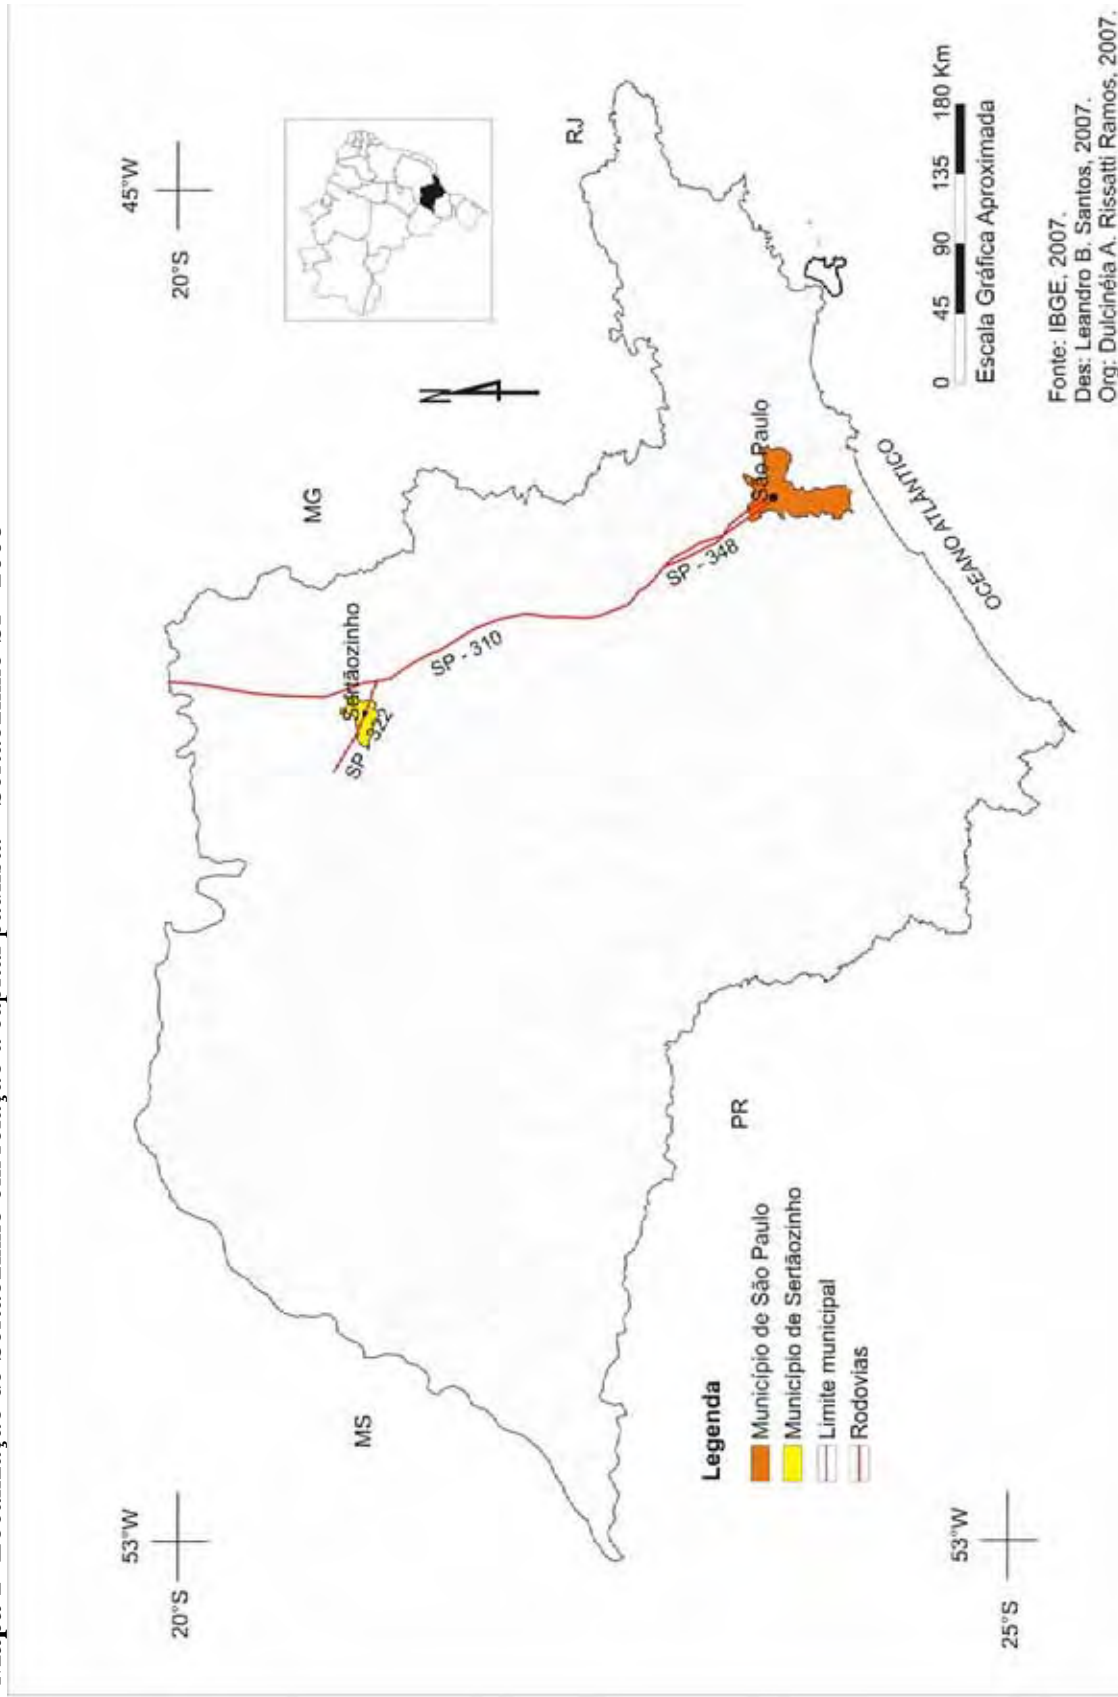 53°W
45°W
20°S
20°S
MG
RJ
MS
N
Sertãozinho
SP - 322
SP - 310
SP - 348
São Paulo
PR
OCEANO ATLÂNTICO
Legenda
Município de São Paulo
Município de Sertãozinho
Limite municipal
Rodovias
53°W
25°S
0 45 90 135 180 Km
Escala Gráfica Aproximada
Fonte: IBGE, 2007.
Des: Leandro B. Santos, 2007.
Org: Dulcinéia A. Rissatti Ramos, 2007.